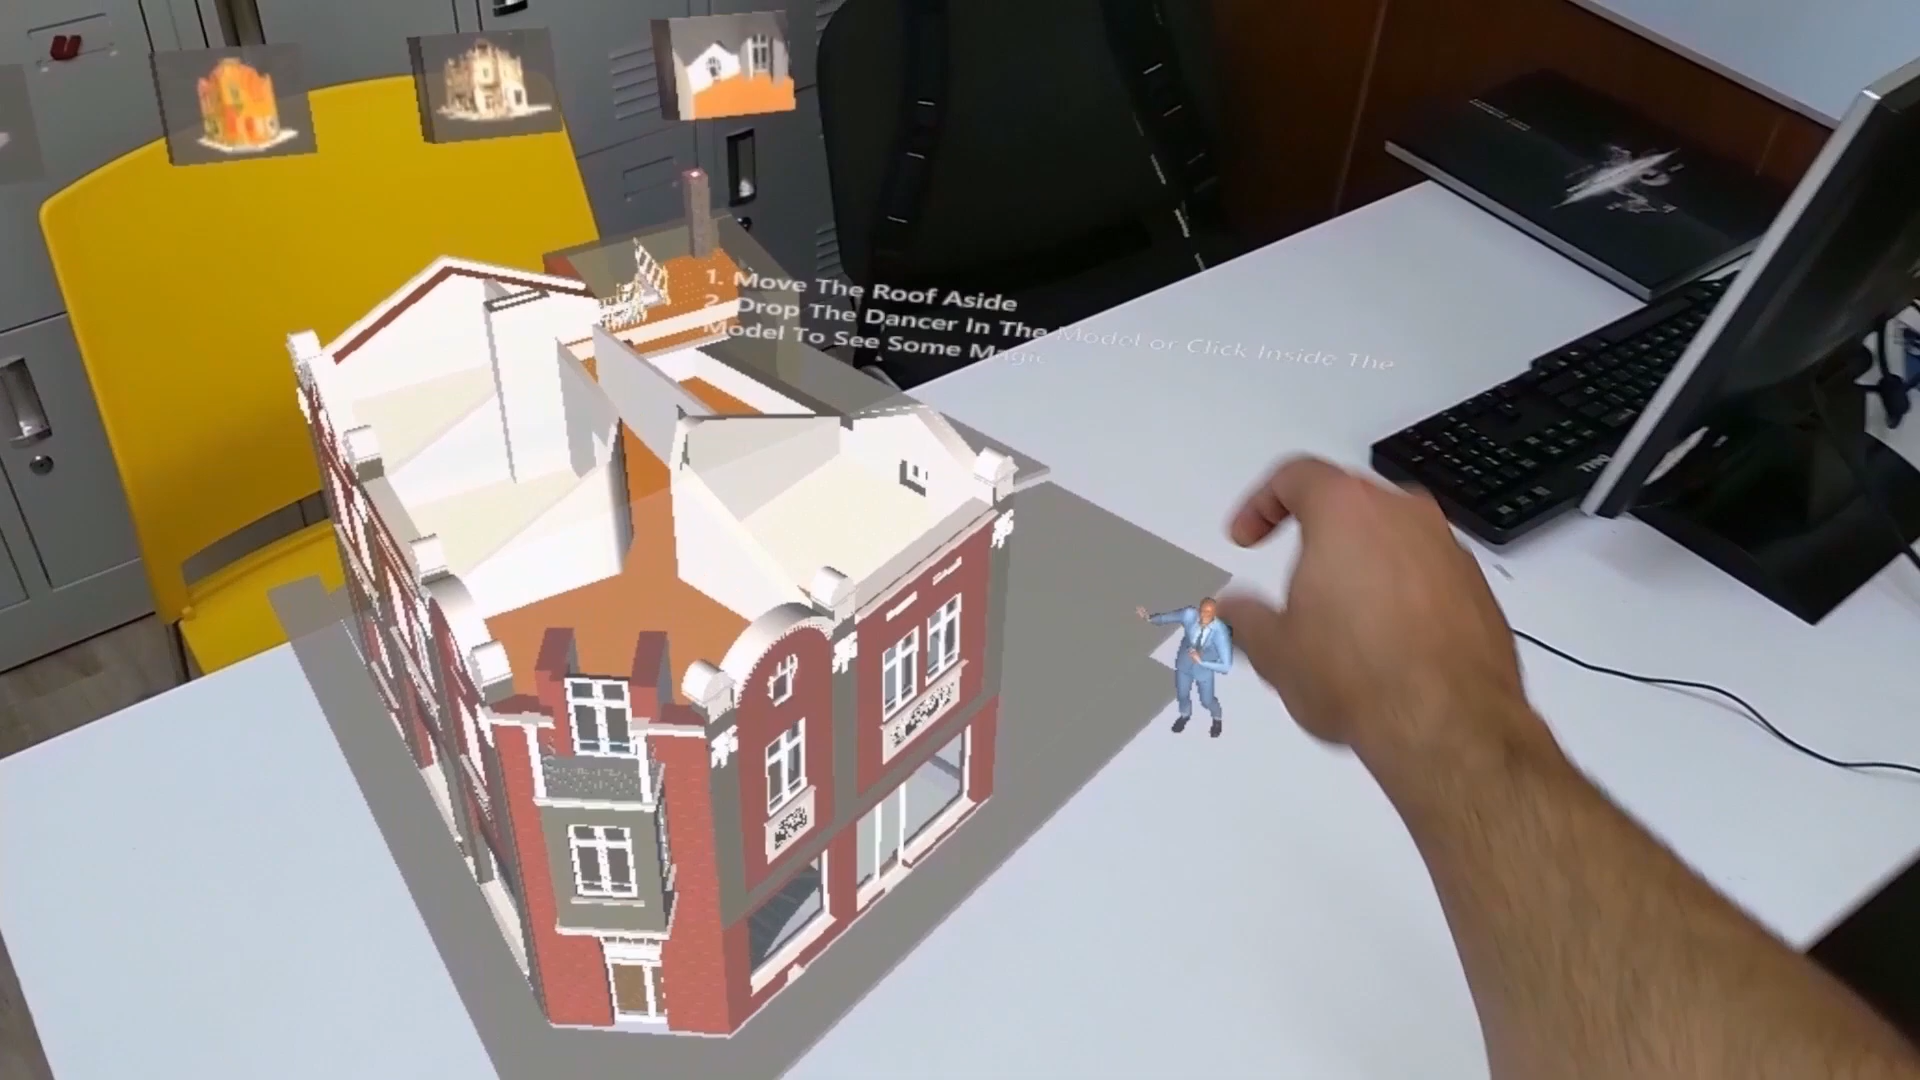 1. Move The Roof Aside
2. Drop The Dancer In The Model or Click Inside The
Model To See Some Magic
DELL